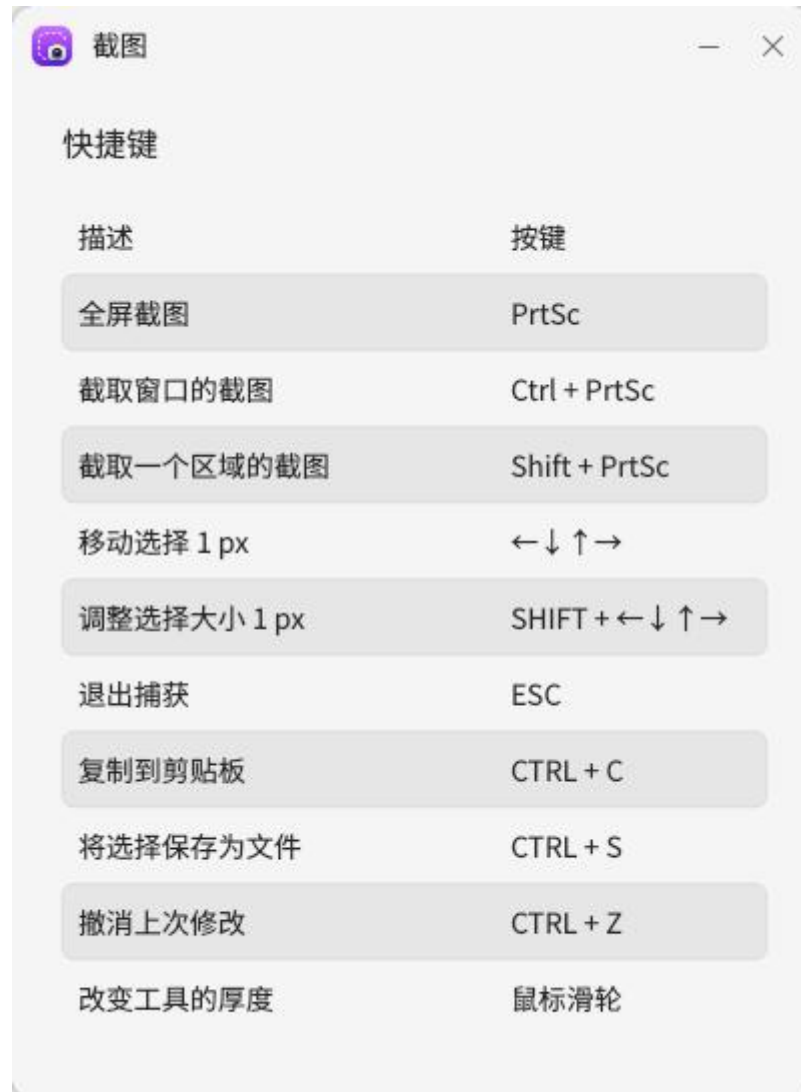 截图
快捷键
描述 按键
全屏截图 PrtSc
截取窗口的截图 Ctrl + PrtSc
截取一个区域的截图 Shift + PrtSc
移动选择 1 px ←↓↑→
调整选择大小 1 px SHIFT + ←↓↑→
退出捕获 ESC
复制到剪贴板 CTRL + C
将选择保存为文件 CTRL + S
撤消上次修改 CTRL + Z
改变工具的厚度 鼠标滑轮